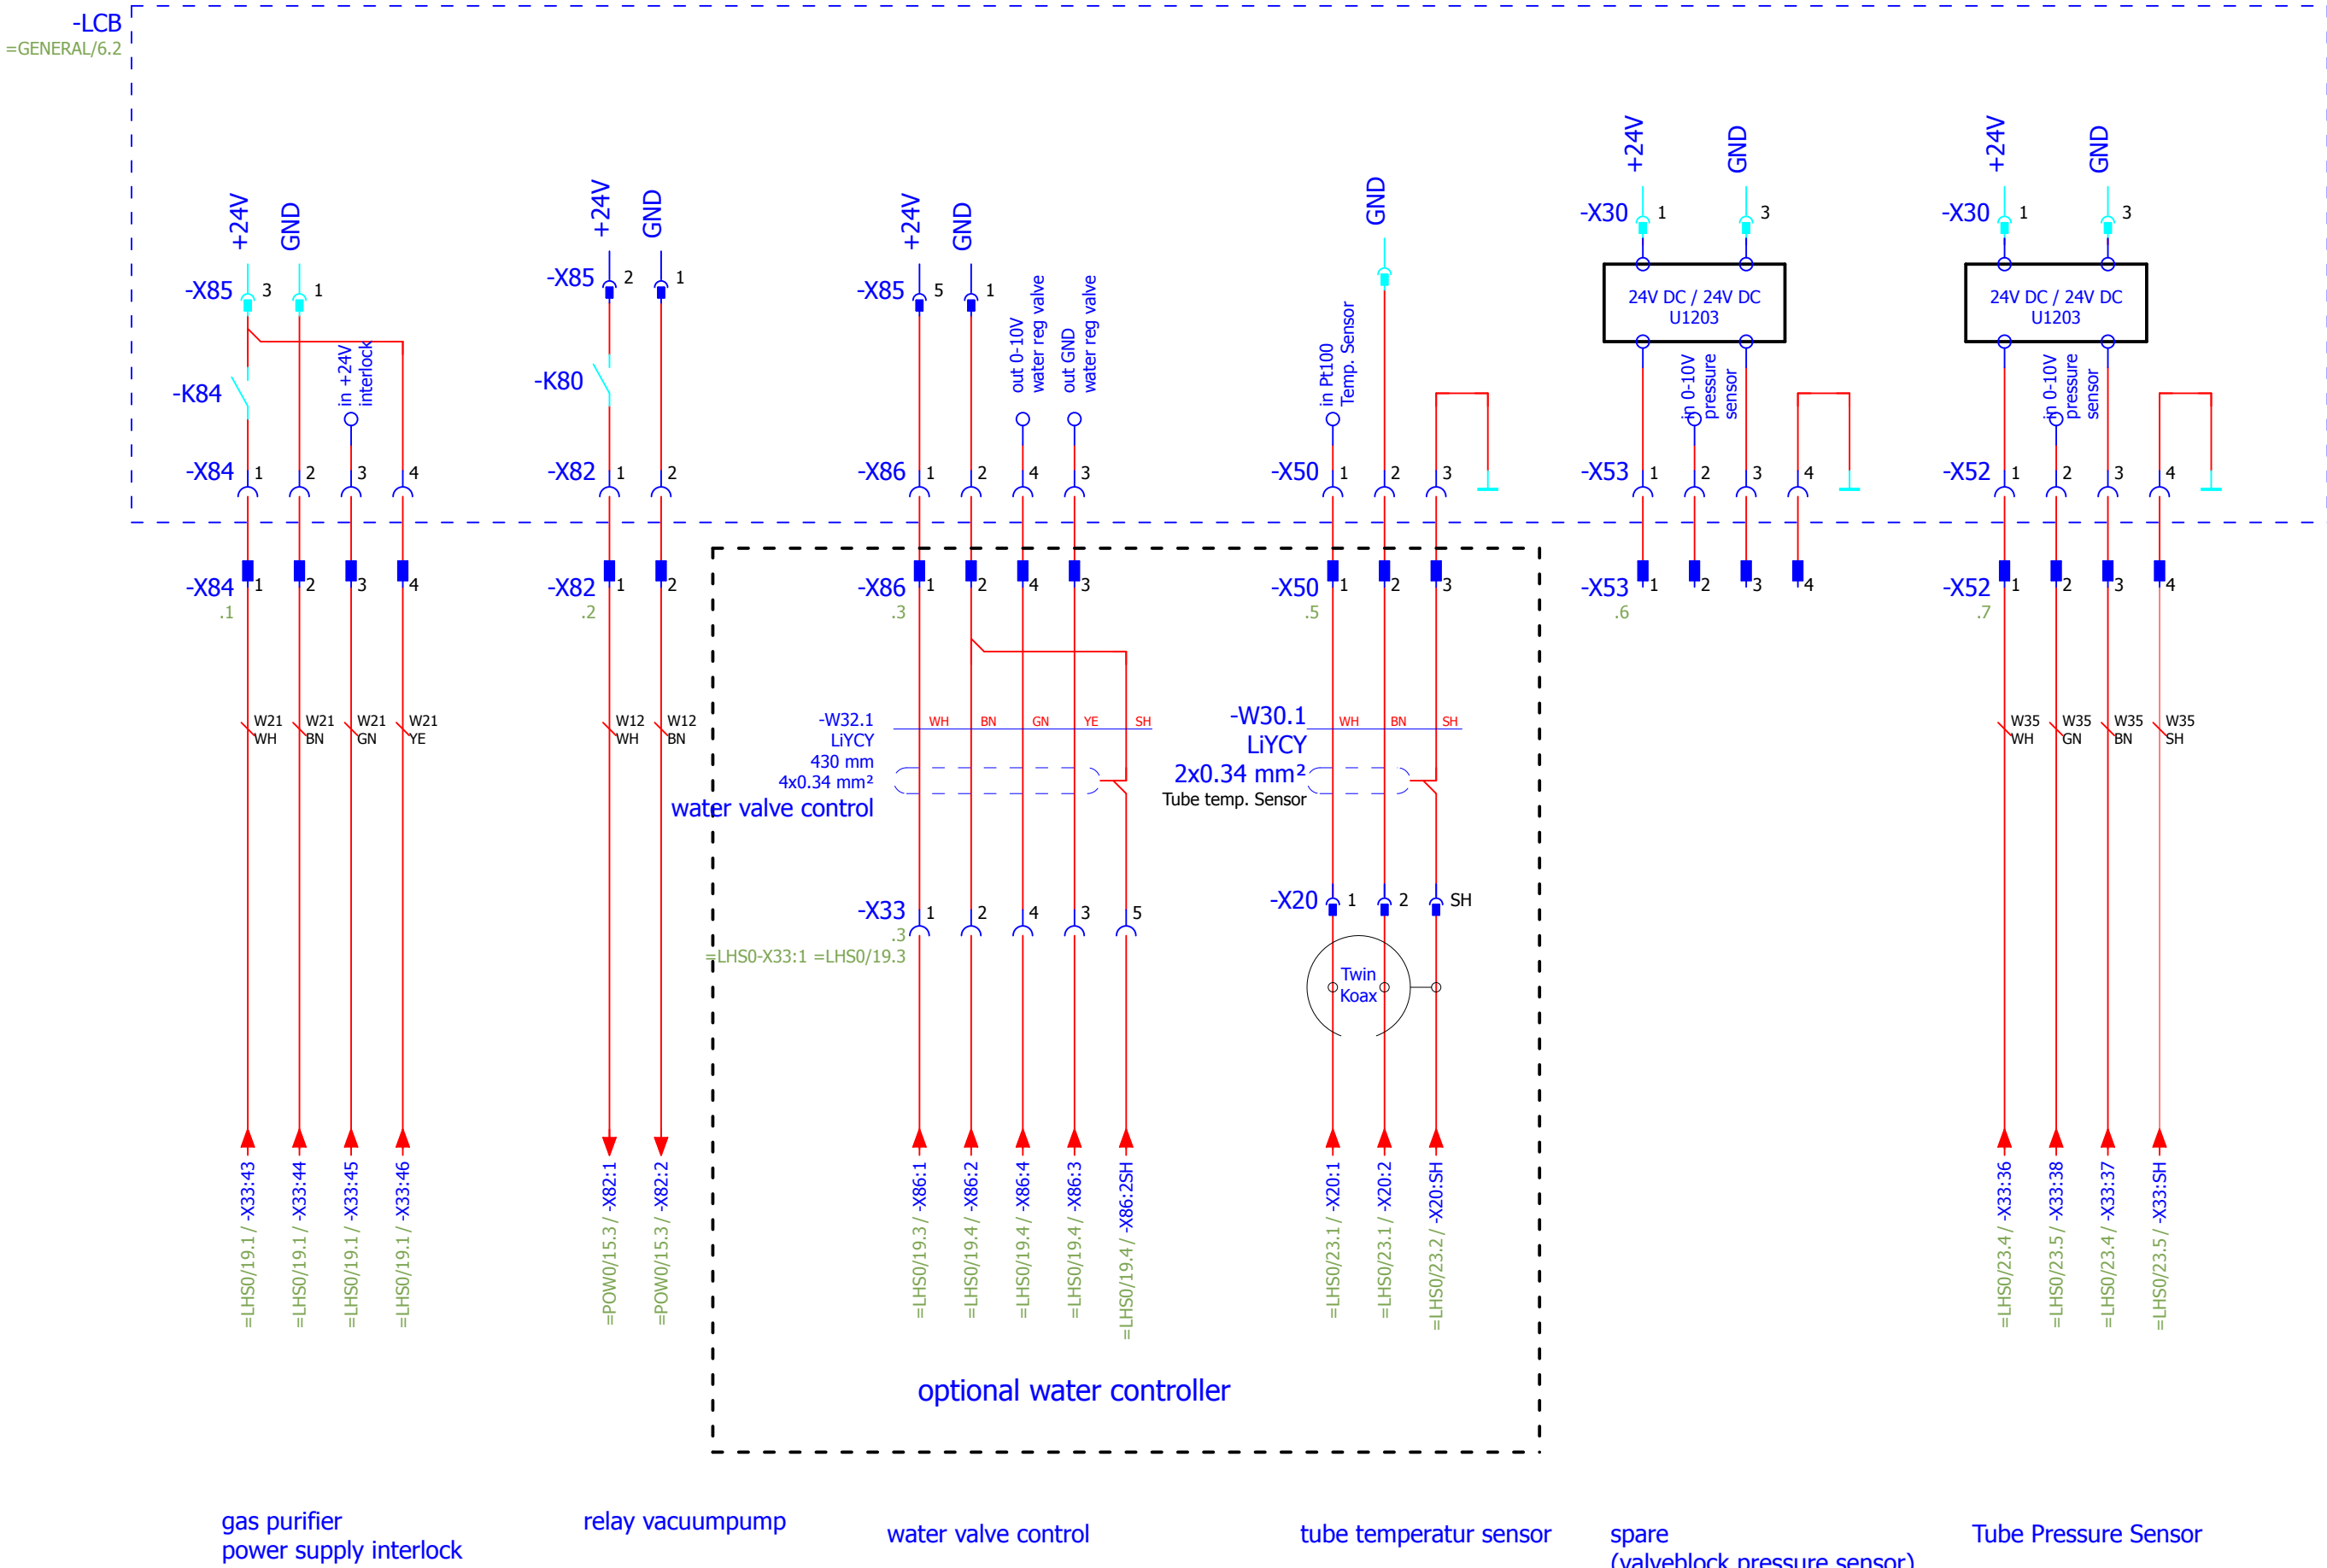 -LCB
=GENERAL/6.2
+24V
GND
-X85
3
1
-K84
in +24V
interlock
-X84
1
2
3
4
-X84
.1
1
2
3
4
W21
WH
W21
BN
W21
GN
W21
YE
=LHS0/19.1 / -X33:43
=LHS0/19.1 / -X33:44
=LHS0/19.1 / -X33:45
=LHS0/19.1 / -X33:46
gas purifier
power supply interlock
+24V
GND
-X85
2
1
-K80
-X82
1
2
-X82
.2
1
2
W12
WH
W12
BN
=POW0/15.3 / -X82:1
=POW0/15.3 / -X82:2
relay vacuumpump
+24V
GND
-X85
5
1
out 0-10V
water reg valve
out GND
water reg valve
-X86
1
2
4
3
-X86
.3
1
2
4
3
-W32.1
LiYCY
430 mm
4x0.34 mm²
water valve control
WH
BN
GN
YE
SH
-X33
.3
=LHS0-X33:1 =LHS0/19.3
1
2
4
3
5
=LHS0/19.3 / -X86:1
=LHS0/19.4 / -X86:2
=LHS0/19.4 / -X86:4
=LHS0/19.4 / -X86:3
=LHS0/19.4 / -X86:2SH
optional water controller
water valve control
GND
in Pt100
Temp. Sensor
-X50
1
2
3
-X50
.5
1
2
3
-W30.1
LiYCY
2x0.34 mm²
Tube temp. Sensor
WH
BN
SH
-X20
1
2
SH
Twin
Koax
=LHS0/23.1 / -X20:1
=LHS0/23.1 / -X20:2
=LHS0/23.2 / -X20:SH
tube temperatur sensor
+24V
GND
-X30
1
3
24V DC / 24V DC
U1203
in 0-10V
pressure
sensor
-X53
1
2
3
4
-X53
.6
1
2
3
4
spare
(valveblock pressure sensor)
+24V
GND
-X30
1
3
24V DC / 24V DC
U1203
in 0-10V
pressure
sensor
-X52
1
2
3
4
-X52
.7
1
2
3
4
W35
WH
W35
GN
W35
BN
W35
SH
=LHS0/23.4 / -X33:36
=LHS0/23.5 / -X33:38
=LHS0/23.4 / -X33:37
=LHS0/23.5 / -X33:SH
Tube Pressure Sensor